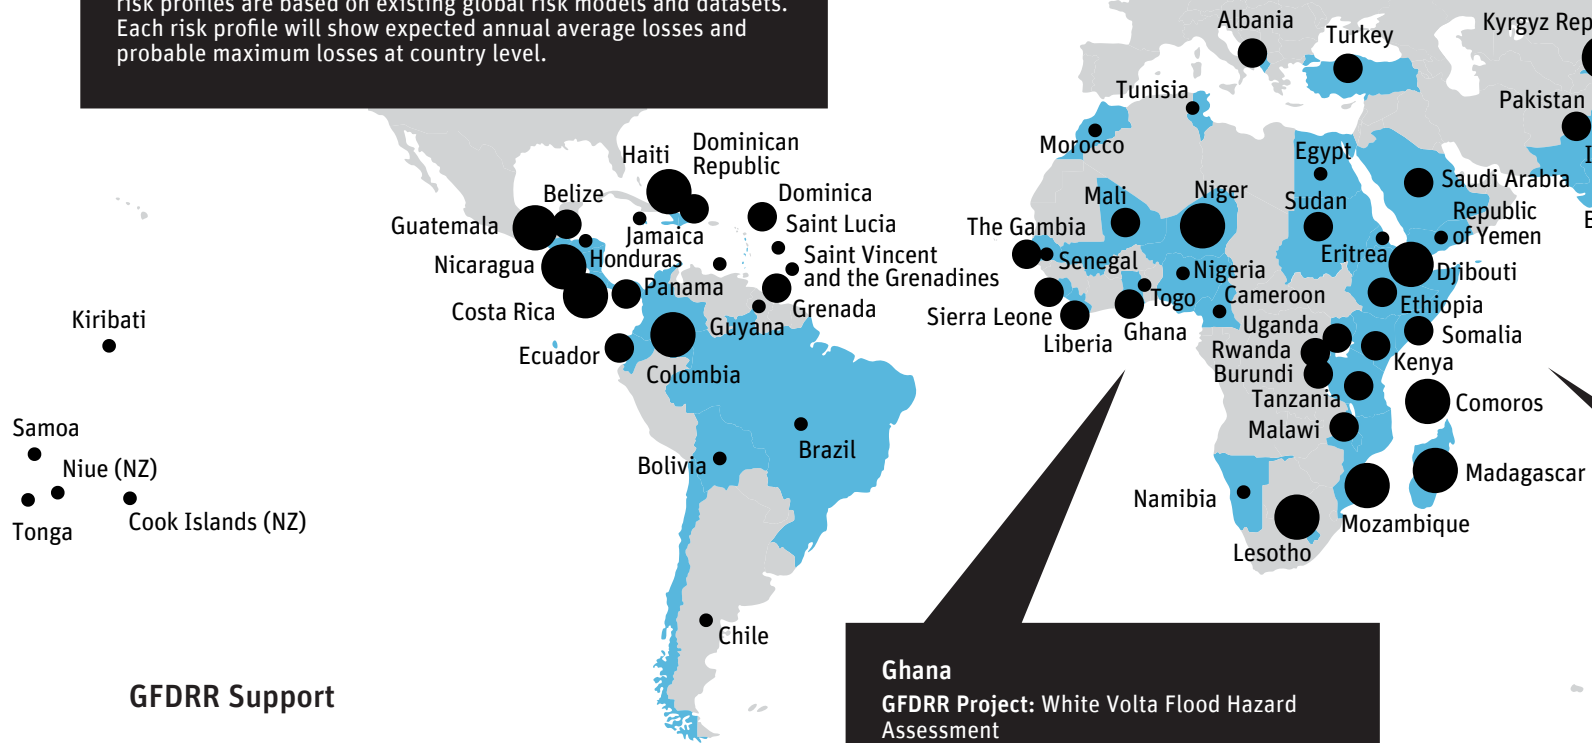 risk profiles are based on existing global risk models and datasets.
Each risk profile will show expected annual average losses and
probable maximum losses at country level.
Albania
Turkey
Kyrgyz Rep
Tunisia
Pakistan
Morocco
Egypt
Haiti
Dominican
Republic
Belize
Dominica
Guatemala
Jamaica
Saint Lucia
Nicaragua
Honduras
Saint Vincent
and the Grenadines
Panama
Costa Rica
Guyana
Grenada
Ecuador
Colombia
Mali
Niger
Sudan
Saudi Arabia
Republic
of Yemen
The Gambia
Senegal
Eritrea
Djibouti
Nigeria
Togo
Cameroon
Ethiopia
Sierra Leone
Ghana
Uganda
Somalia
Liberia
Rwanda
Kenya
Burundi
Tanzania
Comoros
Malawi
Madagascar
Namibia
Mozambique
Lesotho
Kiribati
Samoa
Niue (NZ)
Tonga
Cook Islands (NZ)
Brazil
Bolivia
Chile
GFDRR Support
Ghana
GFDRR Project: White Volta Flood Hazard
Assessment